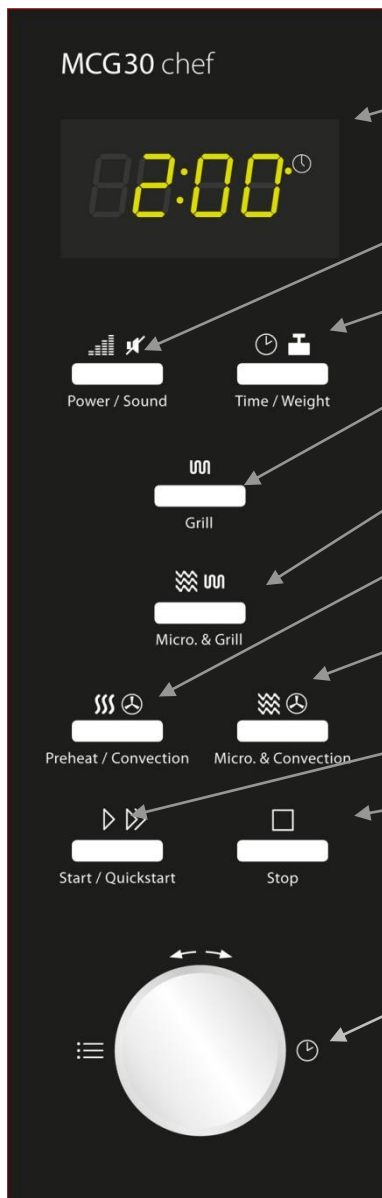 MCG30 chef
2:00
Power / Sound
Time / Weight
Grill
Micro. & Grill
Preheat / Convection
Micro. & Convection
Start / Quickstart
Stop